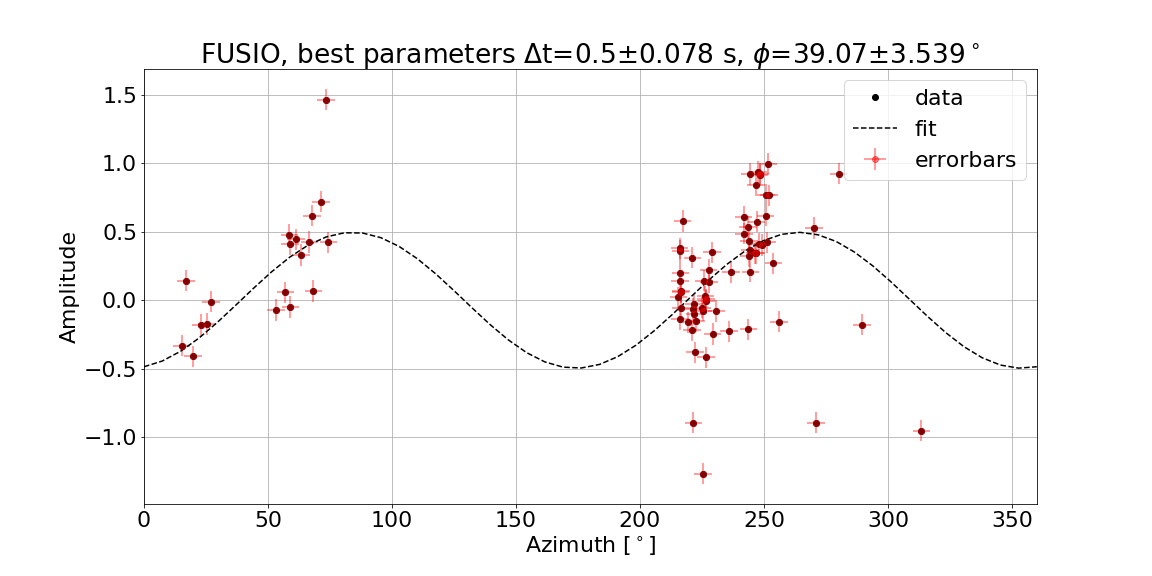 FUSIO, best parameters Δt=0.5±0.078 s, ϕ=39.07±3.539°
1.5
1.0
0.5
0.0
−0.5
−1.0
Amplitude
data
fit
errorbars
0 50 100 150 200 250 300 350
Azimuth [°]